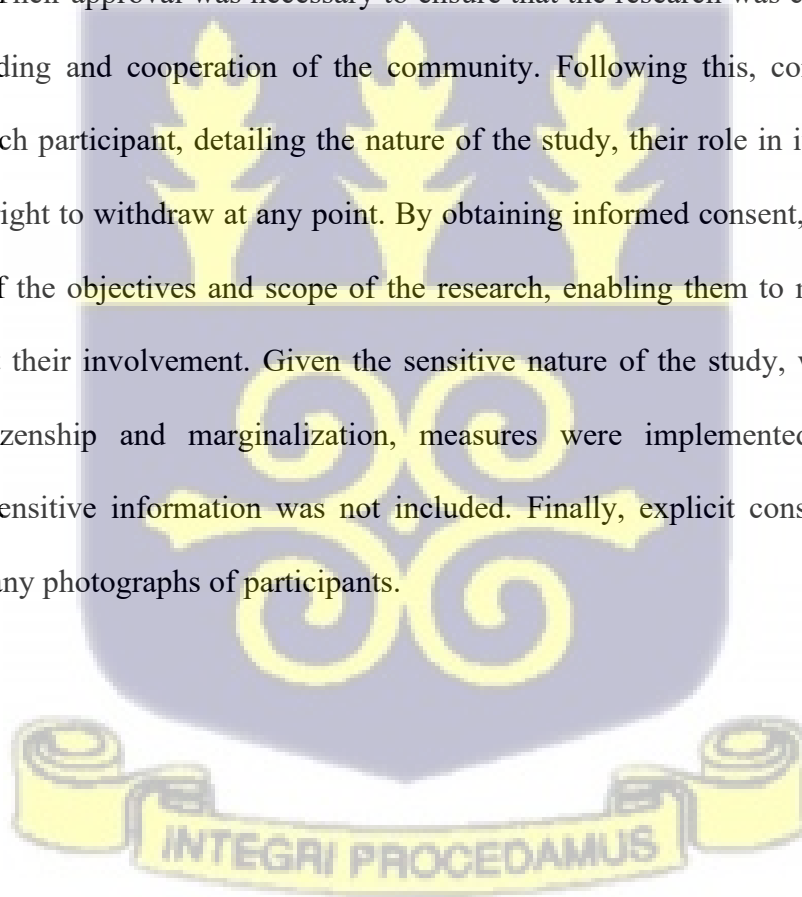 Their approval was necessary to ensure that the research was c
ding and cooperation of the community. Following this, con
ch participant, detailing the nature of the study, their role in i
ight to withdraw at any point. By obtaining informed consent,
f the objectives and scope of the research, enabling them to
their involvement. Given the sensitive nature of the study,
zenship and marginalization, measures were implemented
ensitive information was not included. Finally, explicit cons
any photographs of participants.
INTEGRI PROCEDAMUS